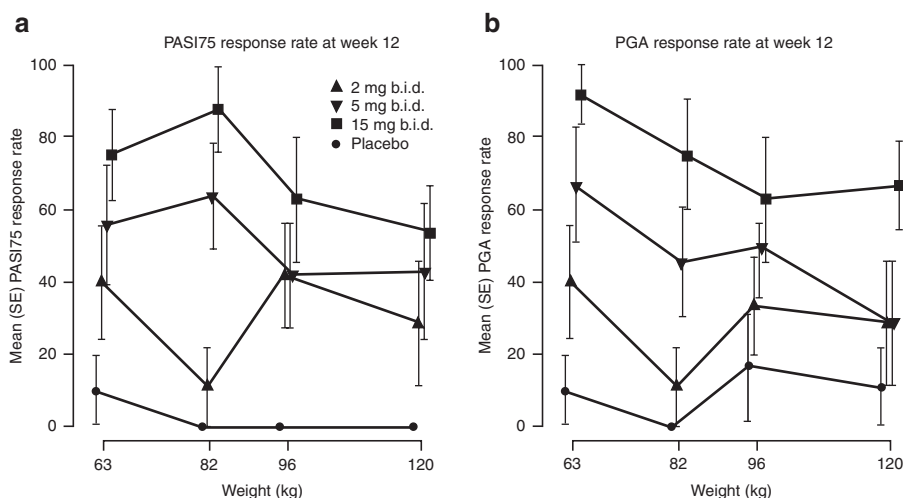 a
PASI75 response rate at week 12
Mean (SE) PASI75 response rate
100
80
60
40
20
0
2 mg b.i.d.
5 mg b.i.d.
15 mg b.i.d.
Placebo
63 82 96 120
Weight (kg)
b
PGA response rate at week 12
Mean (SE) PGA response rate
100
80
60
40
20
0
63 82 96 120
Weight (kg)